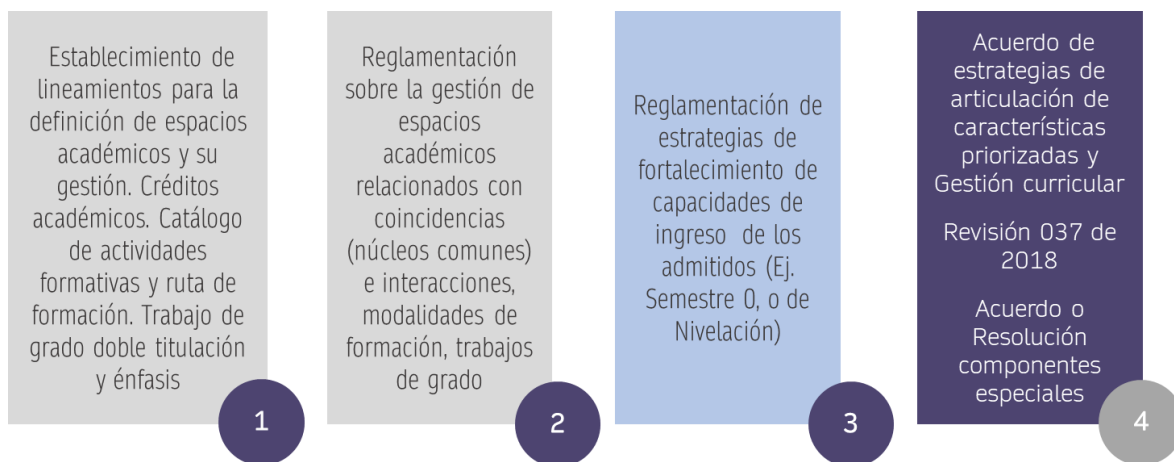 Establecimiento de
lineamientos para la
definición de espacios
académicos y su
gestión. Créditos
académicos. Catálogo
de actividades
formativas y ruta de
formación. Trabajo de
grado doble titulación
y énfasis
1
Reglamentación
sobre la gestión de
espacios
académicos
relacionados con
coincidencias
(núcleos comunes)
e interacciones,
modalidades de
formación, trabajos
de grado
2
Reglamentación de
estrategias de
fortalecimiento de
capacidades de
ingreso de los
admitidos (Ej.
Semestre 0, o de
Nivelación)
3
Acuerdo de
estrategias de
articulación de
características
priorizadas y
Gestión curricular
Revisión 037 de
2018
Acuerdo o
Resolución
componentes
especiales
4